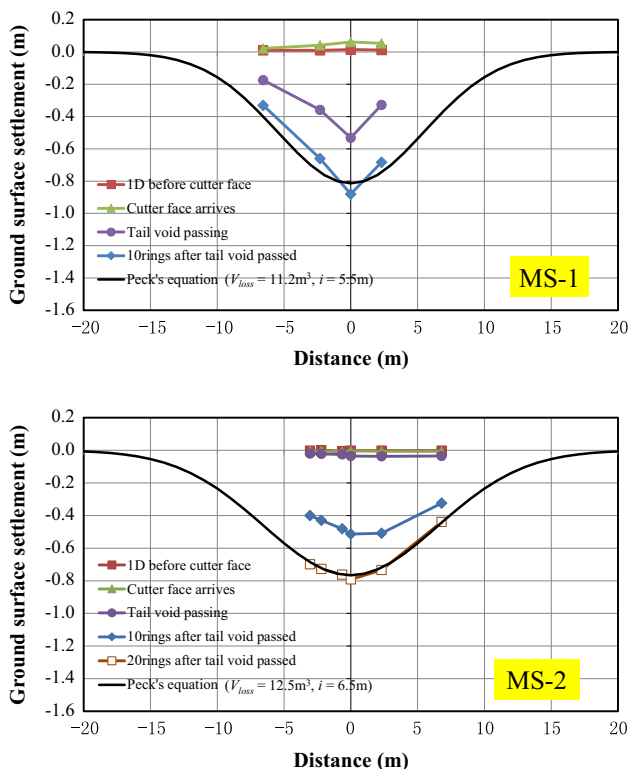 0.2
0.0
-0.2
-0.4
-0.6
-0.8
-1.0
-1.2
-1.4
-1.6
Ground surface settlement (m)
1D before cutter face
Cutter face arrives
Tail void passing
10rings after tail void passed
Peck's equation (Vloss = 11.2m³, i = 5.5m)
MS-1
−20 −15 −10 −5 0 5 10 15 20
Distance (m)
0.2
0.0
-0.2
-0.4
-0.6
-0.8
-1.0
-1.2
-1.4
-1.6
Ground surface settlement (m)
1D before cutter face
Cutter face arrives
Tail void passing
10rings after tail void passed
20rings after tail void passed
Peck's equation (Vloss = 12.5m³, i = 6.5m)
MS-2
−20 −15 −10 −5 0 5 10 15 20
Distance (m)